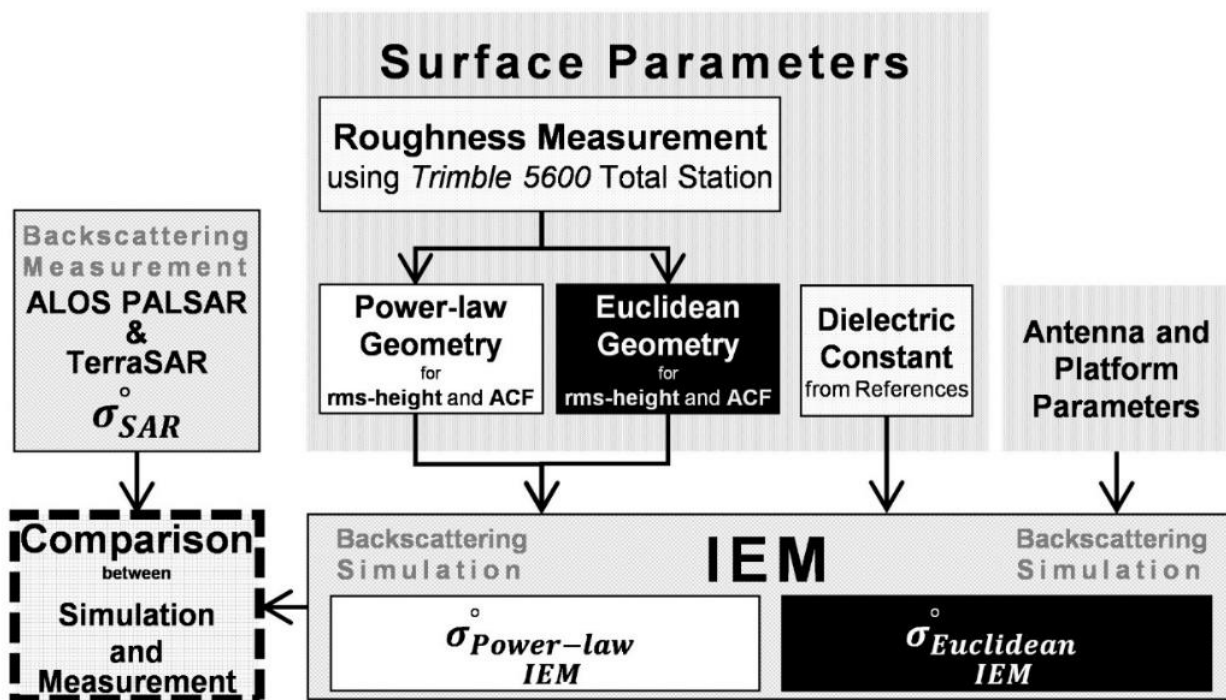 Surface Parameters
Roughness Measurement
using Trimble 5600 Total Station
Backscattering
Measurement
ALOS PALSAR
&
TerraSAR
σ°SAR
Power-law
Geometry
for
rms-height and ACF
Euclidean
Geometry
for
rms-height and ACF
Dielectric
Constant
from References
Antenna and
Platform
Parameters
Comparison
between
Simulation
and
Measurement
Backscattering
Simulation
IEM
Backscattering
Simulation
σ°Power-law
IEM
σ°Euclidean
IEM